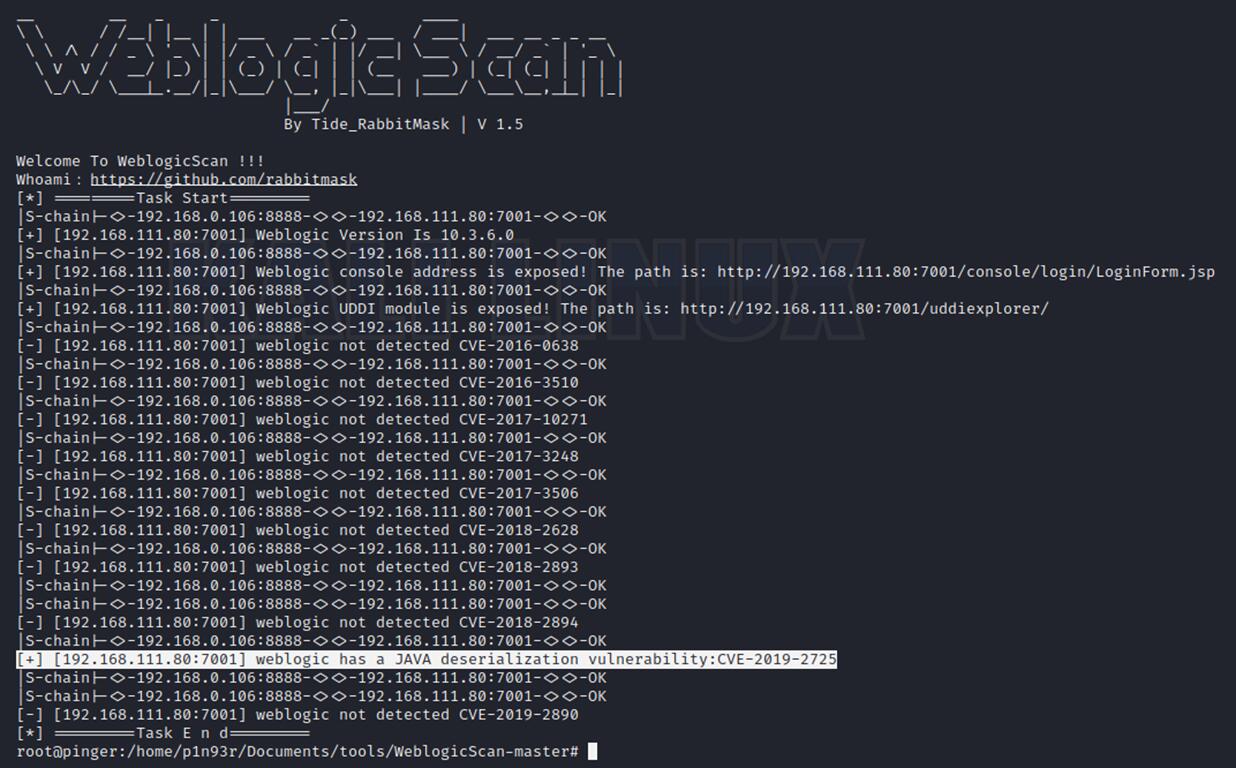 WeblogicScan
By Tide_RabbitMask | V 1.5
Welcome To WeblogicScan !!!
Whoami：https://github.com/rabbitmask
[*] =========Task Start=========
|S-chain|-<>-192.168.0.106:8888-<><>-192.168.111.80:7001-<><>-OK
[+] [192.168.111.80:7001] Weblogic Version Is 10.3.6.0
|S-chain|-<>-192.168.0.106:8888-<><>-192.168.111.80:7001-<><>-OK
[+] [192.168.111.80:7001] Weblogic console address is exposed! The path is: http://192.168.111.80:7001/console/login/LoginForm.jsp
|S-chain|-<>-192.168.0.106:8888-<><>-192.168.111.80:7001-<><>-OK
[+] [192.168.111.80:7001] Weblogic UDDI module is exposed! The path is: http://192.168.111.80:7001/uddiexplorer/
|S-chain|-<>-192.168.0.106:8888-<><>-192.168.111.80:7001-<><>-OK
[-] [192.168.111.80:7001] weblogic not detected CVE-2016-0638
|S-chain|-<>-192.168.0.106:8888-<><>-192.168.111.80:7001-<><>-OK
[-] [192.168.111.80:7001] weblogic not detected CVE-2016-3510
|S-chain|-<>-192.168.0.106:8888-<><>-192.168.111.80:7001-<><>-OK
[-] [192.168.111.80:7001] weblogic not detected CVE-2017-10271
|S-chain|-<>-192.168.0.106:8888-<><>-192.168.111.80:7001-<><>-OK
[-] [192.168.111.80:7001] weblogic not detected CVE-2017-3248
|S-chain|-<>-192.168.0.106:8888-<><>-192.168.111.80:7001-<><>-OK
[-] [192.168.111.80:7001] weblogic not detected CVE-2017-3506
|S-chain|-<>-192.168.0.106:8888-<><>-192.168.111.80:7001-<><>-OK
[-] [192.168.111.80:7001] weblogic not detected CVE-2018-2628
|S-chain|-<>-192.168.0.106:8888-<><>-192.168.111.80:7001-<><>-OK
[-] [192.168.111.80:7001] weblogic not detected CVE-2018-2893
|S-chain|-<>-192.168.0.106:8888-<><>-192.168.111.80:7001-<><>-OK
|S-chain|-<>-192.168.0.106:8888-<><>-192.168.111.80:7001-<><>-OK
[-] [192.168.111.80:7001] weblogic not detected CVE-2018-2894
|S-chain|-<>-192.168.0.106:8888-<><>-192.168.111.80:7001-<><>-OK
[+] [192.168.111.80:7001] weblogic has a JAVA deserialization vulnerability:CVE-2019-2725
|S-chain|-<>-192.168.0.106:8888-<><>-192.168.111.80:7001-<><>-OK
|S-chain|-<>-192.168.0.106:8888-<><>-192.168.111.80:7001-<><>-OK
[-] [192.168.111.80:7001] weblogic not detected CVE-2019-2890
[*] =========Task E n d=========
root@pinger:/home/p1n93r/Documents/tools/WeblogicScan-master#
KALI LINUX